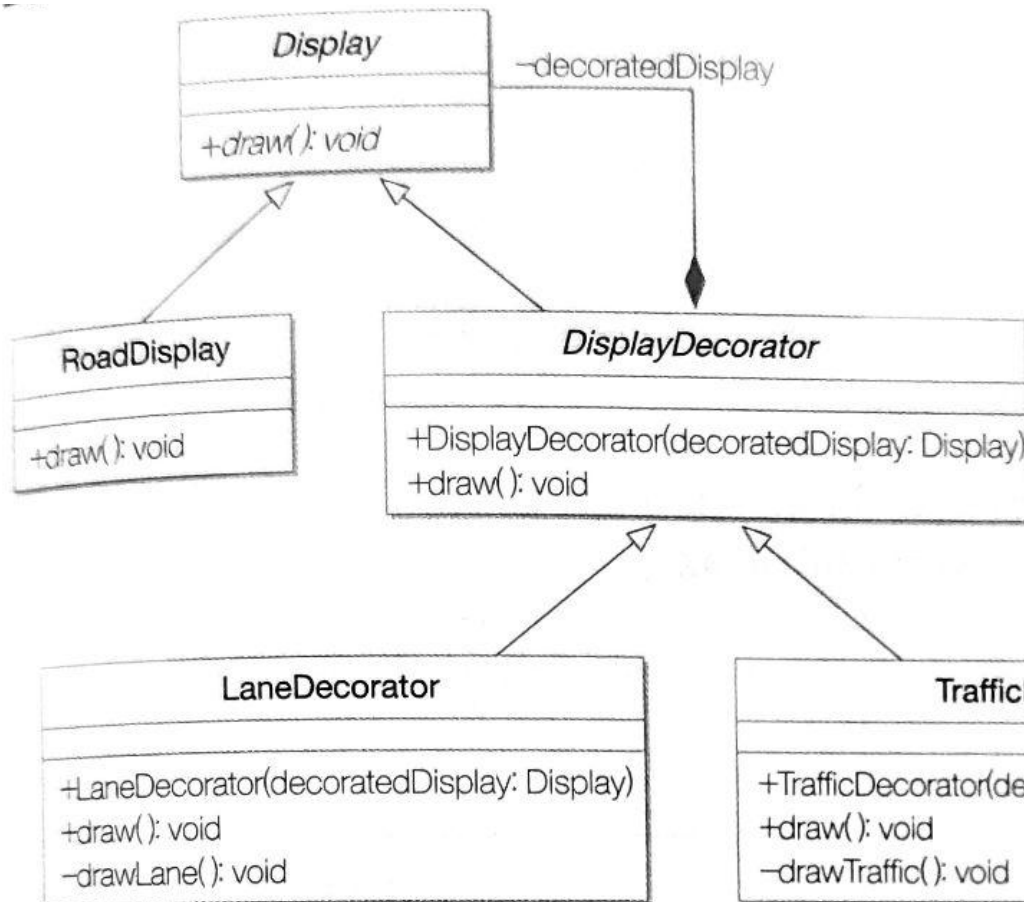 Display
-decoratedDisplay
+draw(): void
RoadDisplay
+draw(): void
DisplayDecorator
+DisplayDecorator(decoratedDisplay: Display)
+draw(): void
LaneDecorator
+LaneDecorator(decoratedDisplay: Display)
+draw(): void
-drawLane(): void
Traffic
+TrafficDecorator(de
+draw(): void
-drawTraffic(): void